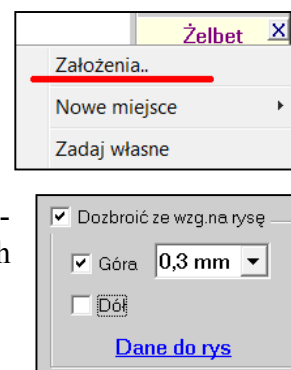 Żelbet X
Założenia..
Nowe miejsce
Zadaj własne
-
h
Dozbroić ze wzg.na rysę
Góra 0,3 mm
Dół
Dane do rys